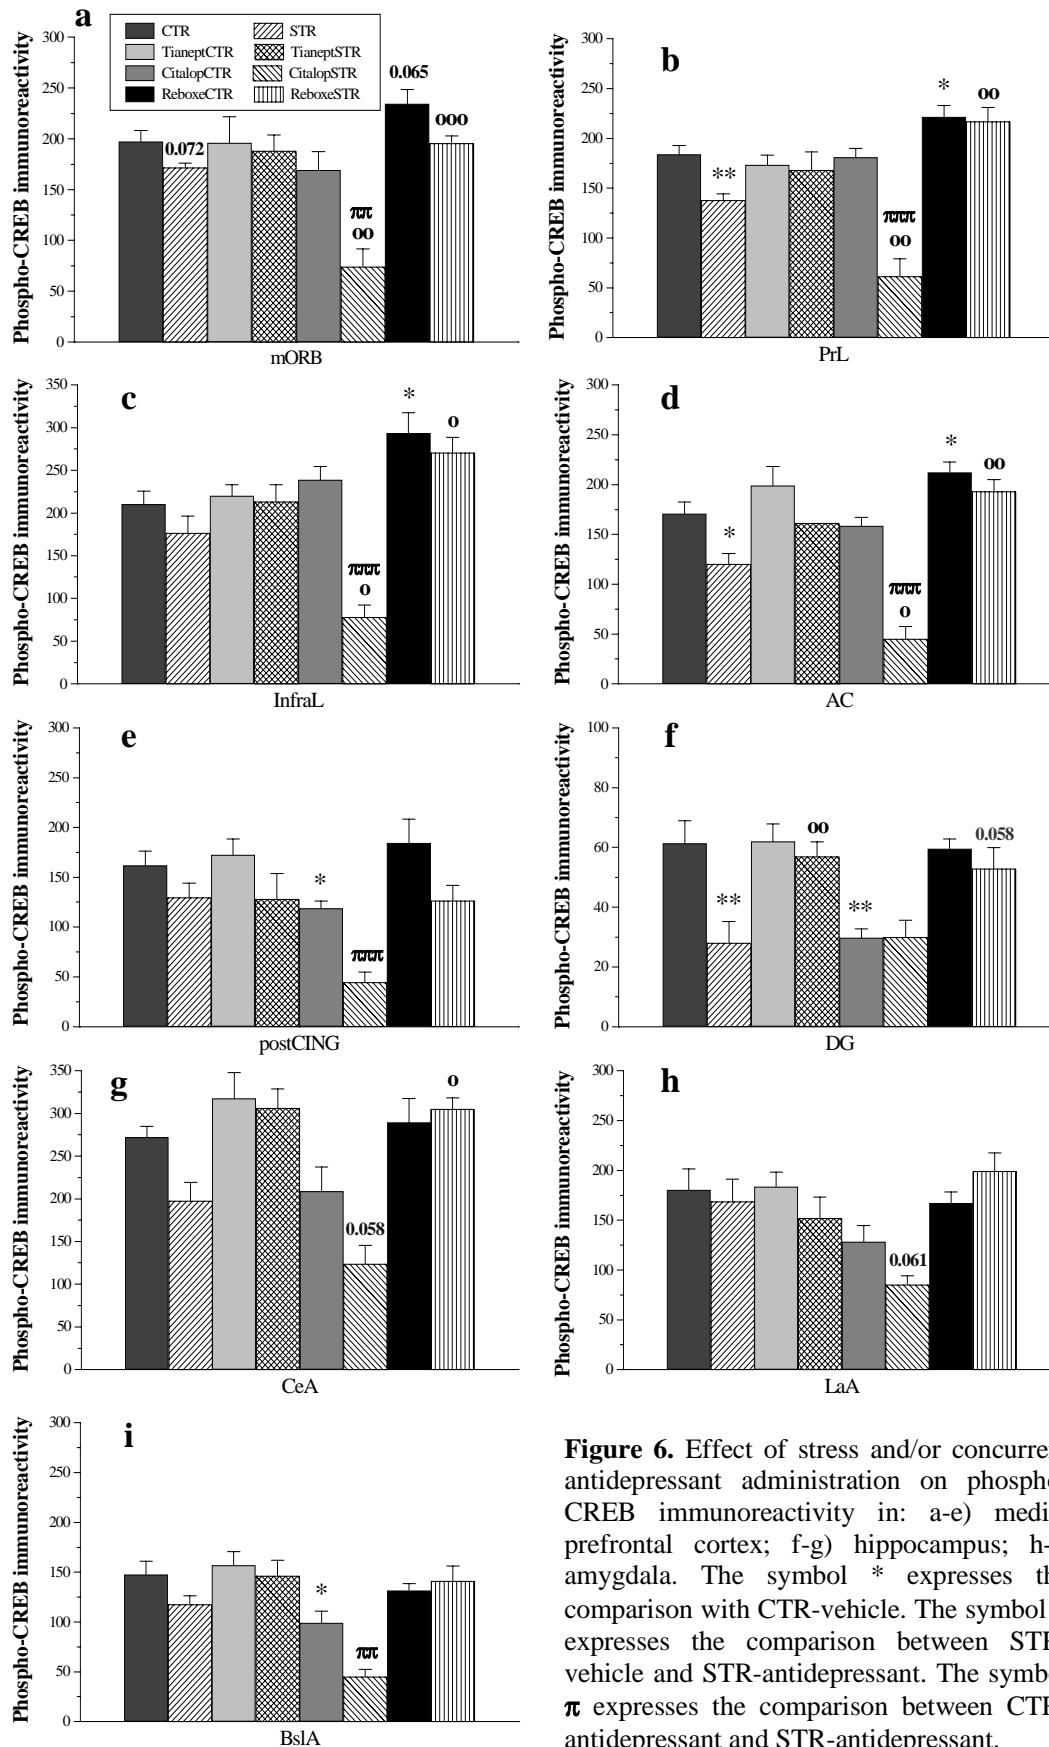 a
CTR
STR
TianeptCTR
TianeptSTR
CitalopCTR
CitalopSTR
ReboxeCTR
ReboxeSTR
Phospho-CREB immunoreactivity
300
250
200
150
100
50
0
0.072
ππ
oo
0.065
ooo
mORB
b
Phospho-CREB immunoreactivity
300
250
200
150
100
50
0
**
πππ
oo
*
oo
PrL
c
Phospho-CREB immunoreactivity
350
300
250
200
150
100
50
0
πππ
o
*
o
InfraL
d
Phospho-CREB immunoreactivity
300
250
200
150
100
50
0
*
πππ
o
*
oo
AC
e
Phospho-CREB immunoreactivity
300
250
200
150
100
50
0
*
πππ
postCING
f
Phospho-CREB immunoreactivity
100
80
60
40
20
0
**
oo
**
0.058
DG
g
Phospho-CREB immunoreactivity
350
300
250
200
150
100
50
0
0.058
o
CeA
h
Phospho-CREB immunoreactivity
300
250
200
150
100
50
0
0.061
LaA
i
Phospho-CREB immunoreactivity
300
250
200
150
100
50
0
*
ππ
BslA
Figure 6. Effect of stress and/or concurre
antidepressant administration on phospho
CREB immunoreactivity in: a-e) medi
prefrontal cortex; f-g) hippocampus; h-
amygdala. The symbol * expresses th
comparison with CTR-vehicle. The symbol
expresses the comparison between STR
vehicle and STR-antidepressant. The symbo
π expresses the comparison between CTR
antidepressant and STR-antidepressant.